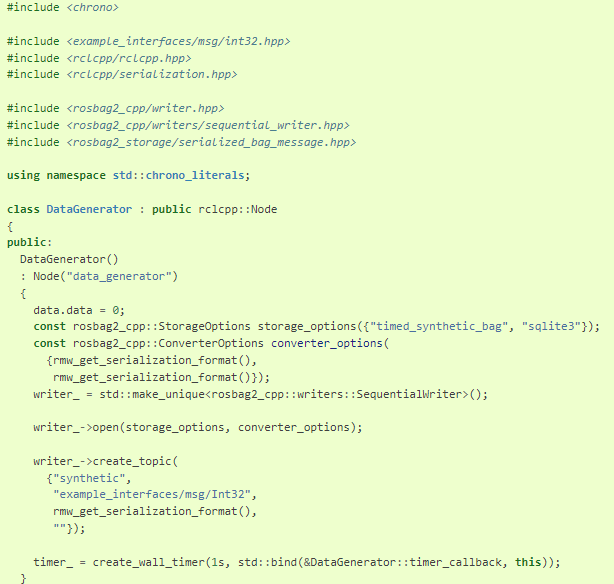 #include <chrono>
#include <example_interfaces/msg/int32.hpp>
#include <rclcpp/rclcpp.hpp>
#include <rclcpp/serialization.hpp>
#include <rosbag2_cpp/writer.hpp>
#include <rosbag2_cpp/writers/sequential_writer.hpp>
#include <rosbag2_storage/serialized_bag_message.hpp>
using namespace std::chrono_literals;
class DataGenerator : public rclcpp::Node
{
public:
  DataGenerator()
  : Node("data_generator")
  {
    data.data = 0;
    const rosbag2_cpp::StorageOptions storage_options({"timed_synthetic_bag", "sqlite3"});
    const rosbag2_cpp::ConverterOptions converter_options(
      {rmw_get_serialization_format(),
       rmw_get_serialization_format()});
    writer_ = std::make_unique<rosbag2_cpp::writers::SequentialWriter>();
    writer_->open(storage_options, converter_options);
    writer_->create_topic(
      {"synthetic",
       "example_interfaces/msg/Int32",
       rmw_get_serialization_format(),
       ""});
    timer_ = create_wall_timer(1s, std::bind(&DataGenerator::timer_callback, this));
  }